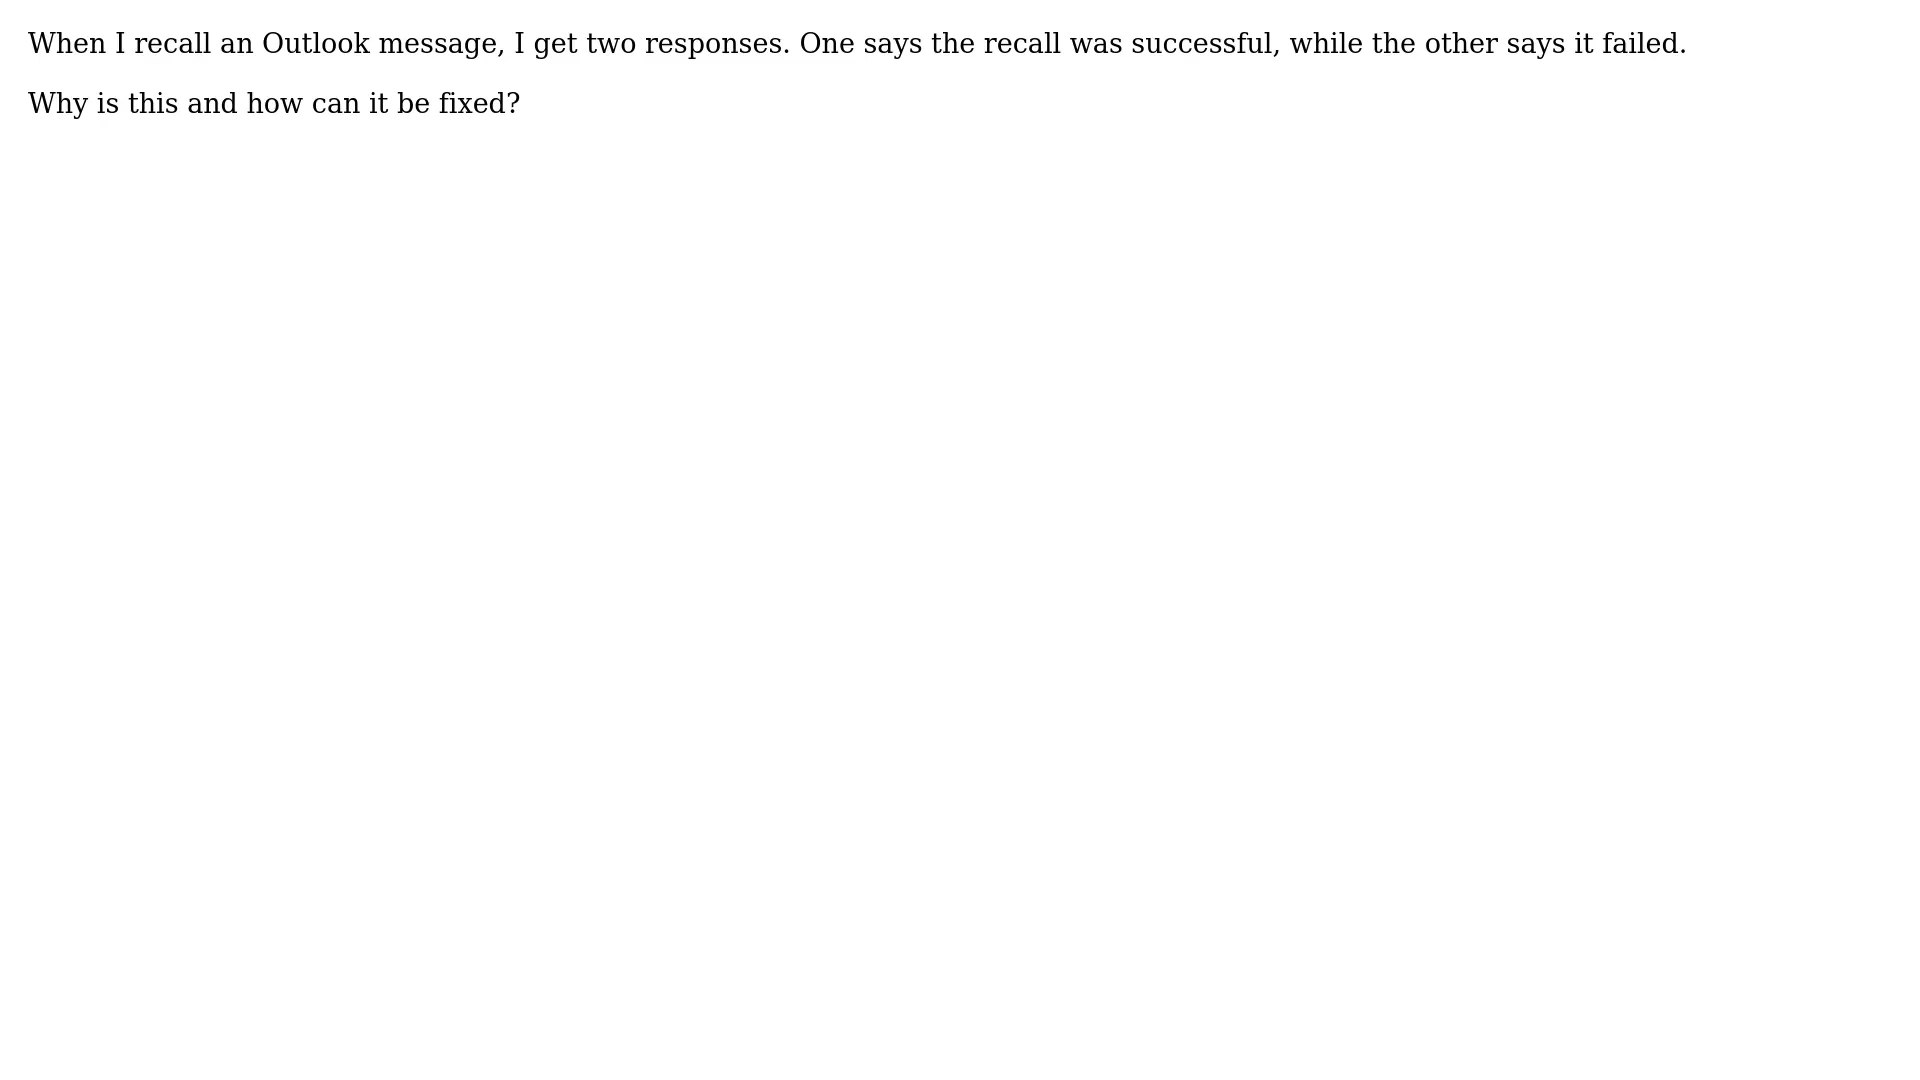 When I recall an Outlook message, I get two responses. One says the recall was successful, while the other says it failed.
Why is this and how can it be fixed?